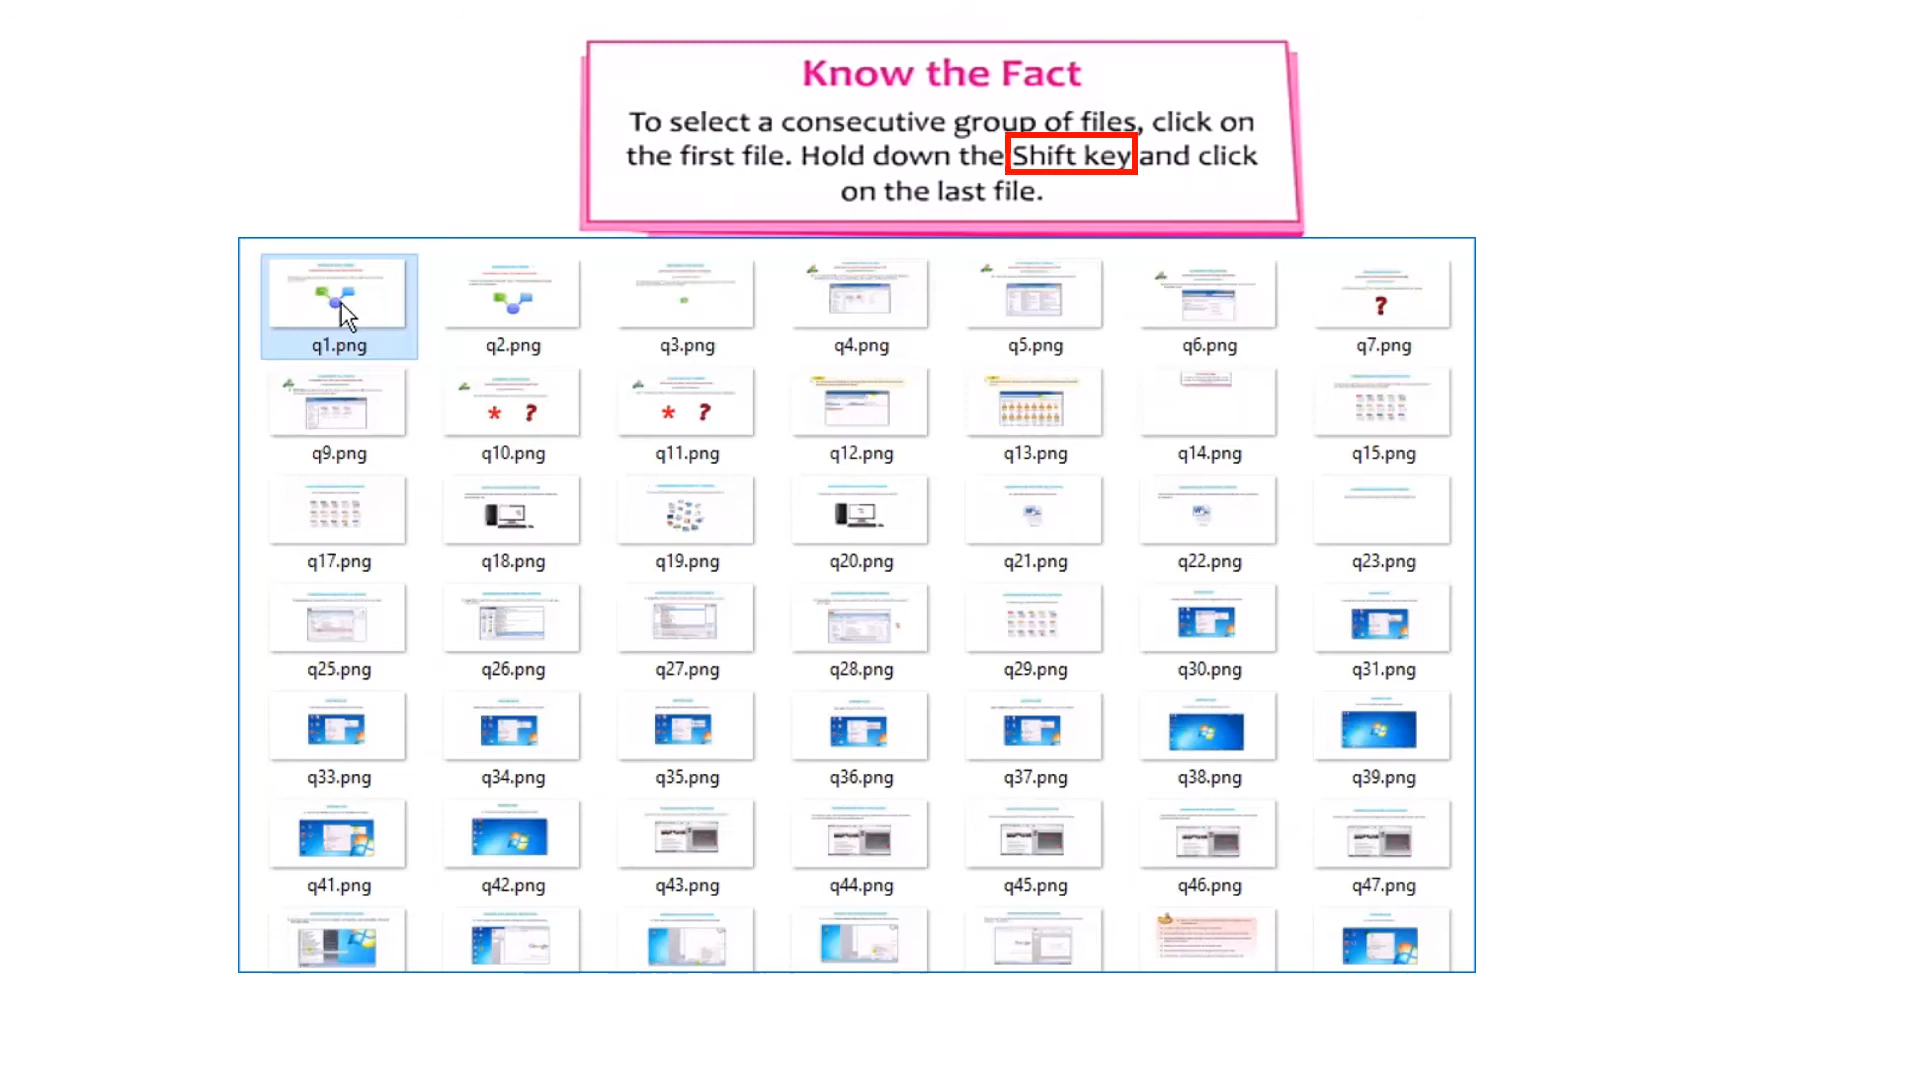 Know the Fact
To select a consecutive group of files, click on
the first file. Hold down the Shift key and click
on the last file.
q1.png q2.png q3.png q4.png q5.png q6.png q7.png
q9.png q10.png q11.png q12.png q13.png q14.png q15.png
q17.png q18.png q19.png q20.png q21.png q22.png q23.png
q25.png q26.png q27.png q28.png q29.png q30.png q31.png
q33.png q34.png q35.png q36.png q37.png q38.png q39.png
q41.png q42.png q43.png q44.png q45.png q46.png q47.png